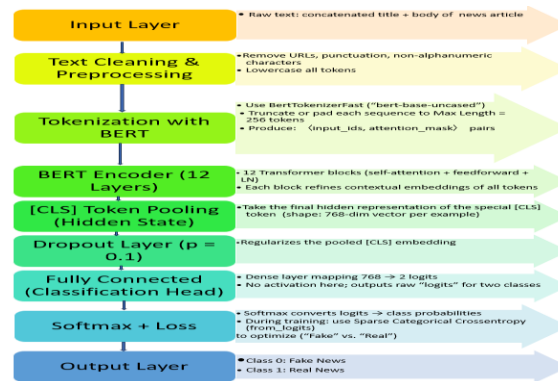 Input Layer
• Raw text: concatenated title + body of news article
Text Cleaning &
Preprocessing
•Remove URLs, punctuation, non-alphanumeric
characters
• Lowercase all tokens
Tokenization with
BERT
• Use BertTokenizerFast ("bert-base-uncased")
• Truncate or pad each sequence to Max Length =
256 tokens
• Produce: 〈input_ids, attention_mask〉 pairs
BERT Encoder (12
Layers)
•12 Transformer blocks (self-attention + feedforward +
LN)
• Each block refines contextual embeddings of all tokens
[CLS] Token Pooling
(Hidden State)
•Take the final hidden representation of the special [CLS]
token (shape: 768-dim vector per example)
Dropout Layer (p =
0.1)
•Regularizes the pooled [CLS] embedding
Fully Connected
(Classification Head)
• Dense layer mapping 768 → 2 logits
• No activation here; outputs raw "logits" for two classes
Softmax + Loss
• Softmax converts logits → class probabilities
• During training: use Sparse Categorical Crossentropy
(from_logits)
to optimize ("Fake" vs. "Real")
Output Layer
•Class 0: Fake News
• Class 1: Real News